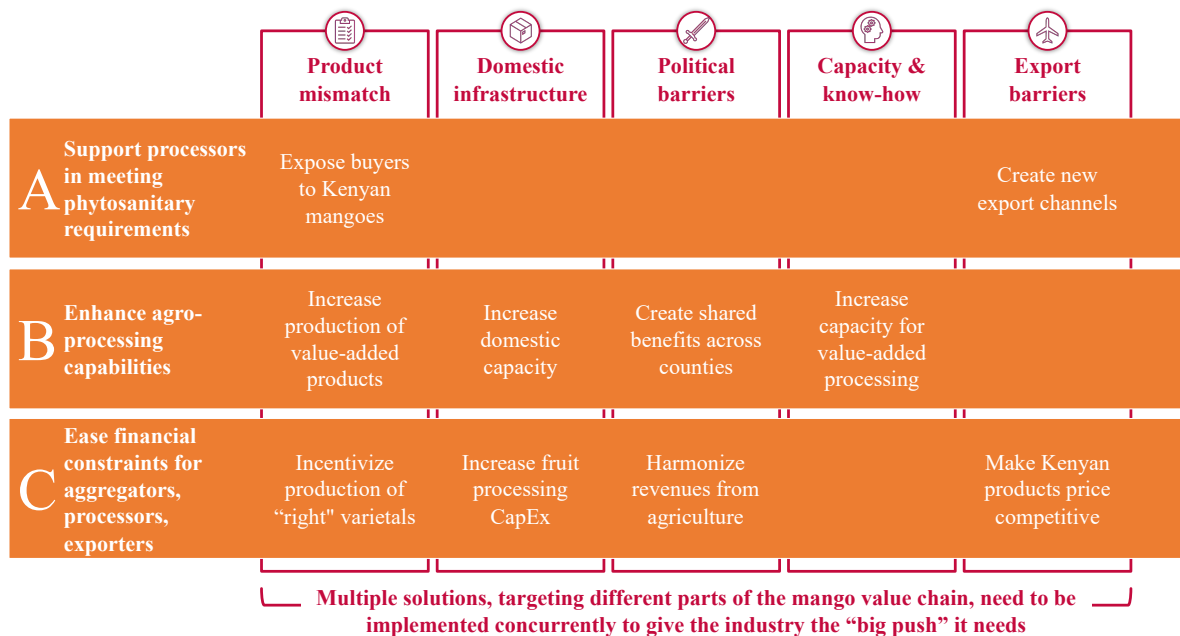 Product
mismatch
Domestic
infrastructure
Political
barriers
Capacity &
know-how
Export
barriers
A
Support processors
in meeting
phytosanitary
requirements
Expose buyers
to Kenyan
mangoes
Create new
export channels
B
Enhance agro-
processing
capabilities
Increase
production of
value-added
products
Increase
domestic
capacity
Create shared
benefits across
counties
Increase
capacity for
value-added
processing
C
Ease financial
constraints for
aggregators,
processors,
exporters
Incentivize
production of
“right" varietals
Increase fruit
processing
CapEx
Harmonize
revenues from
agriculture
Make Kenyan
products price
competitive
Multiple solutions, targeting different parts of the mango value chain, need to be
implemented concurrently to give the industry the “big push” it needs